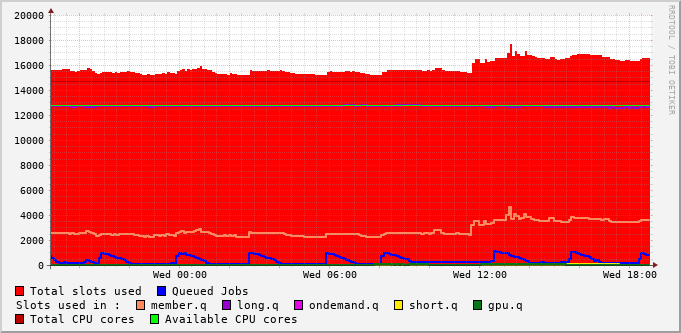 20000
18000
16000
14000
12000
10000
8000
6000
4000
2000
0
Wed 00:00 Wed 06:00 Wed 12:00 Wed 18:00
RRDTOOL / TOBI OETIKER
Total slots used Queued Jobs
Slots used in : member.q long.q ondemand.q short.q gpu.q
Total CPU cores Available CPU cores